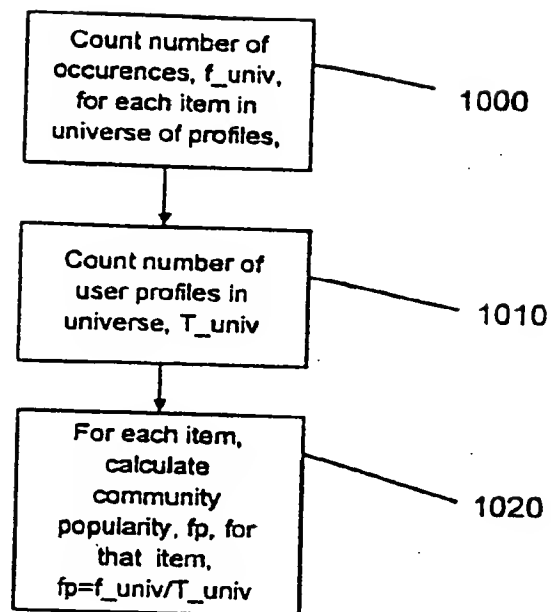 Count number of
occurences, f_univ,
for each item in
universe of profiles,
1000
Count number of
user profiles in
universe, T_univ
1010
For each item,
calculate
community
popularity, fp, for
that item,
fp=f_univ/T_univ
1020